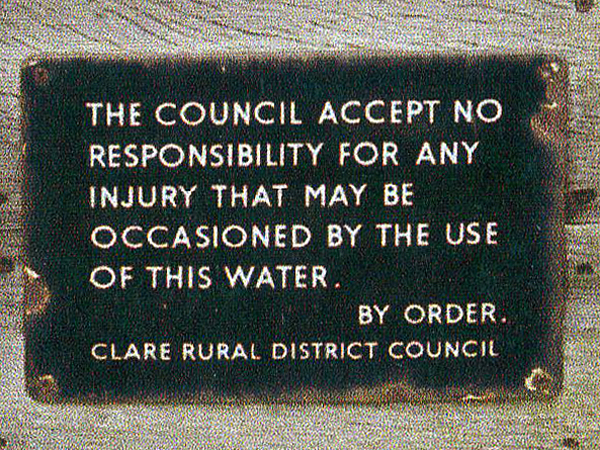 THE COUNCIL ACCEPT NO
RESPONSIBILITY FOR ANY
INJURY THAT MAY BE
OCCASIONED BY THE USE
OF THIS WATER.
BY ORDER.
CLARE RURAL DISTRICT COUNCIL